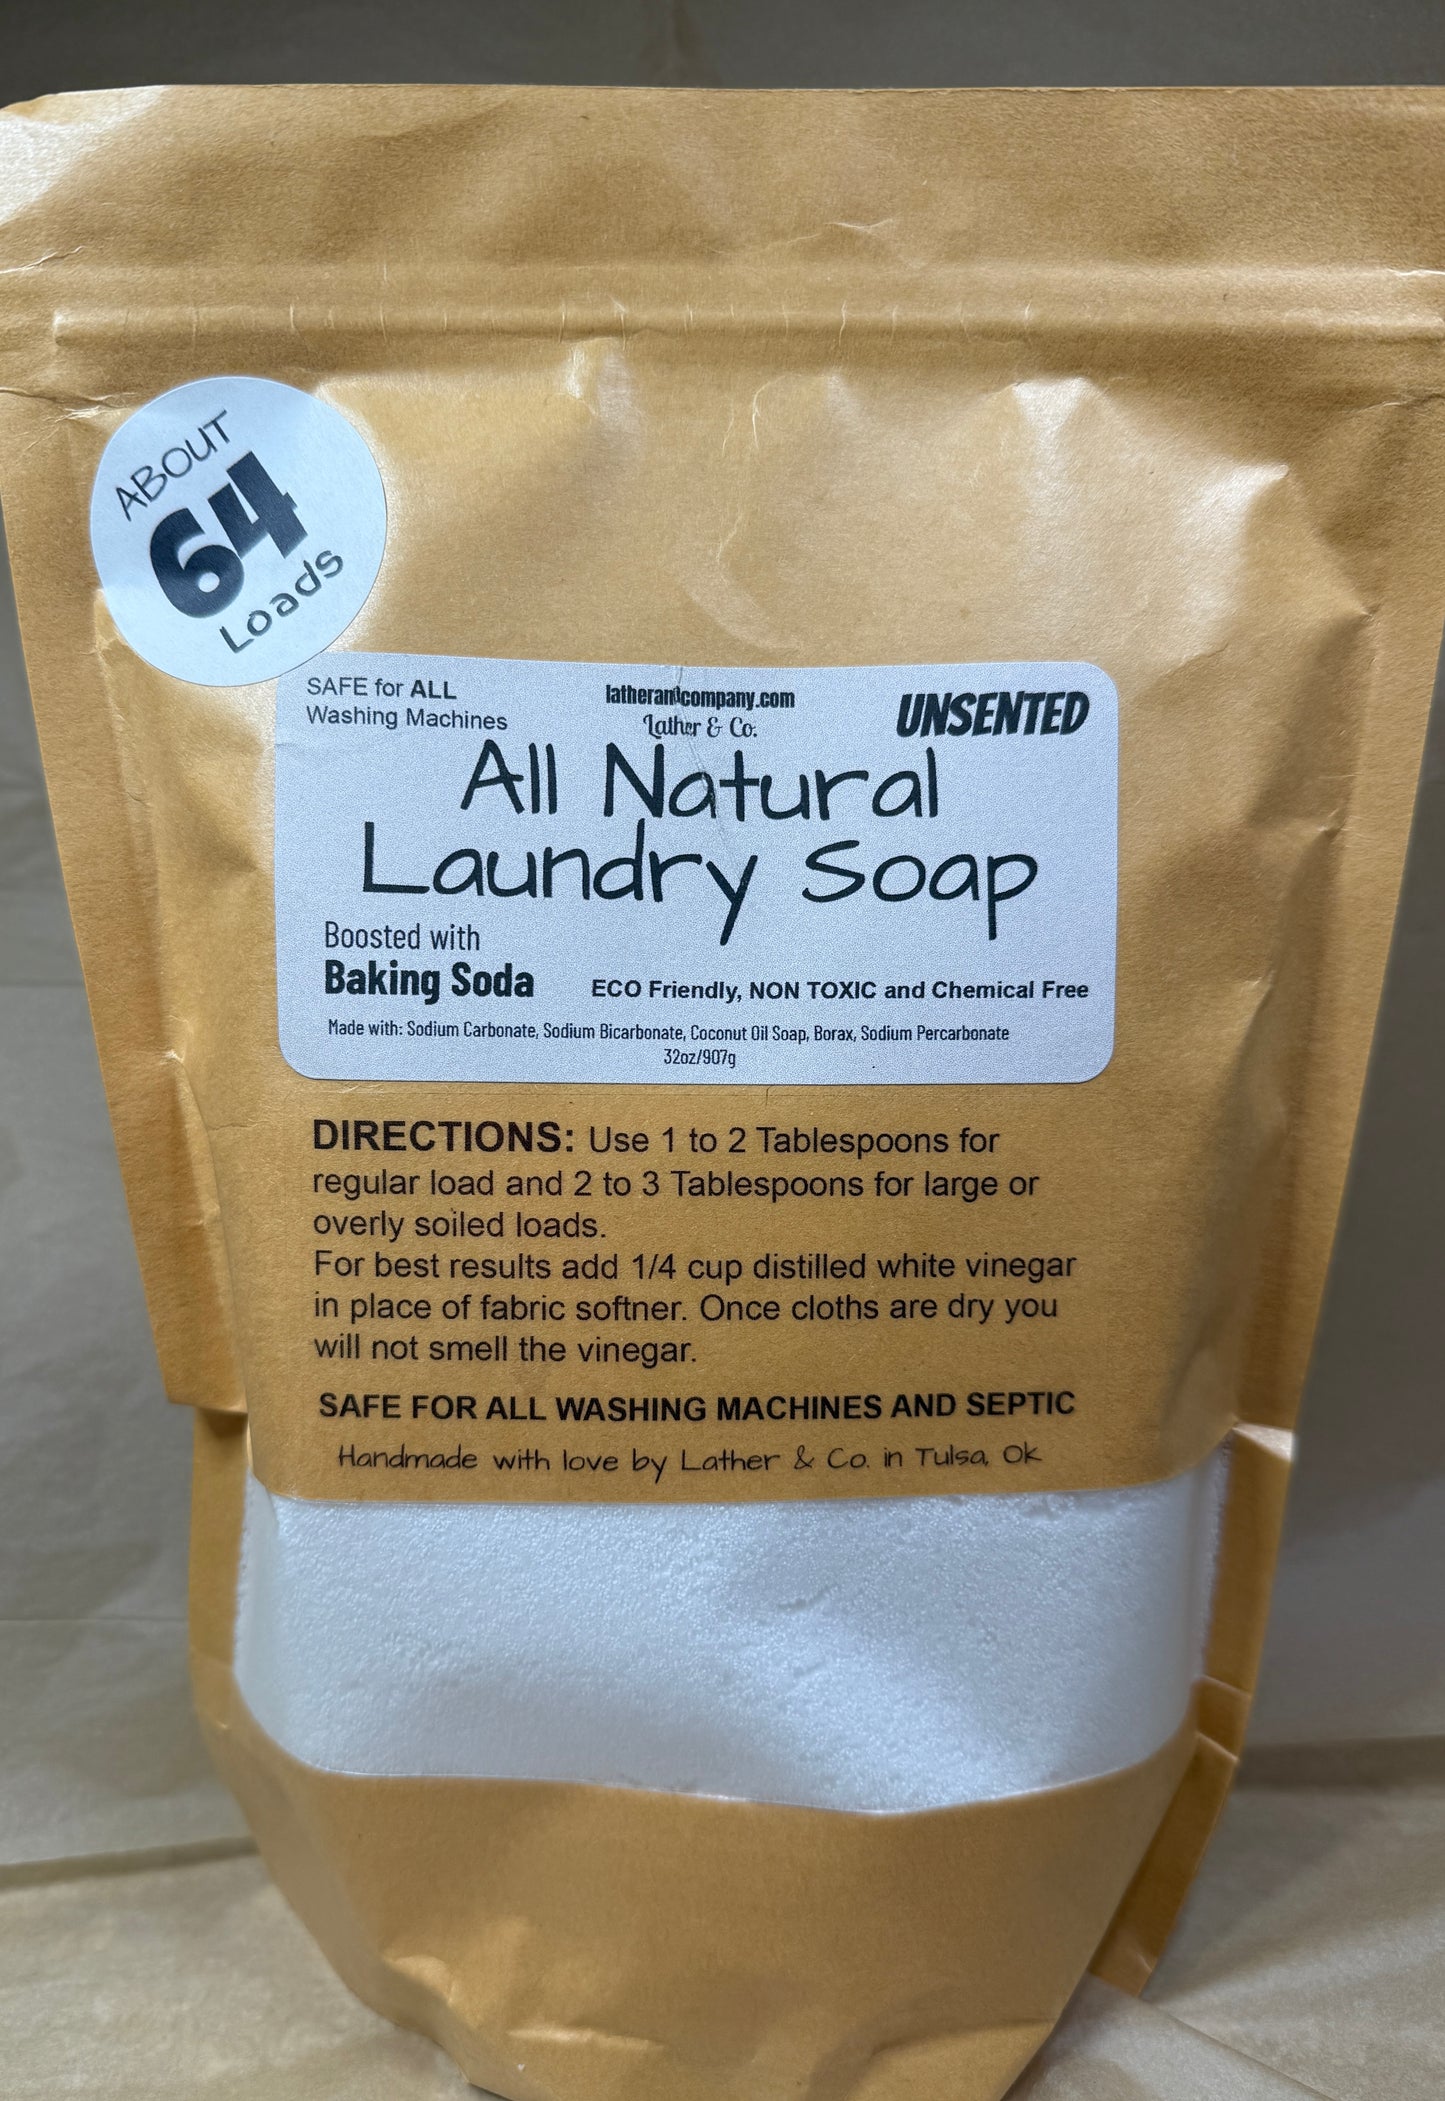 ABOUT
64
Loads
SAFE for ALL
Washing Machines
latherandcompany.com
Lather & Co.
UNSENTED
All Natural
Laundry Soap
Boosted with
Baking Soda
ECO Friendly, NON TOXIC and Chemical Free
Made with: Sodium Carbonate, Sodium Bicarbonate, Coconut Oil Soap, Borax, Sodium Percarbonate
32oz/907g
DIRECTIONS: Use 1 to 2 Tablespoons for
regular load and 2 to 3 Tablespoons for large or
overly soiled loads.
For best results add 1/4 cup distilled white vinegar
in place of fabric softner. Once cloths are dry you
will not smell the vinegar.
SAFE FOR ALL WASHING MACHINES AND SEPTIC
Handmade with love by Lather & Co. in Tulsa, Ok